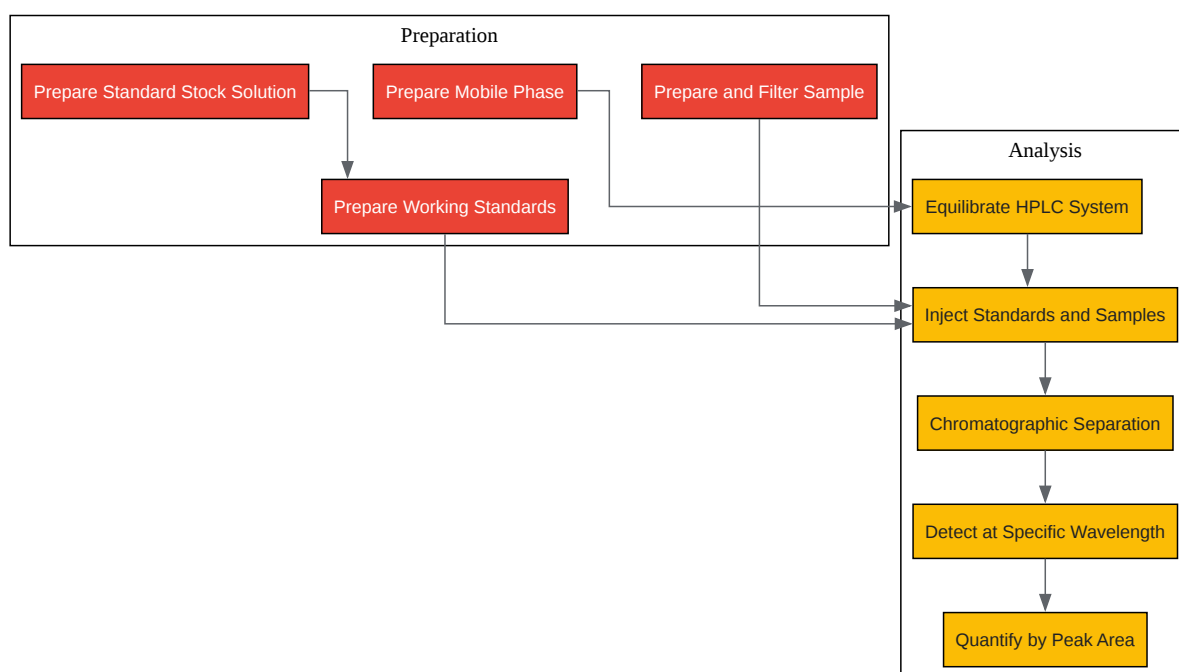 Preparation
Prepare Standard Stock Solution
Prepare Mobile Phase
Prepare and Filter Sample
Prepare Working Standards
Analysis
Equilibrate HPLC System
Inject Standards and Samples
Chromatographic Separation
Detect at Specific Wavelength
Quantify by Peak Area